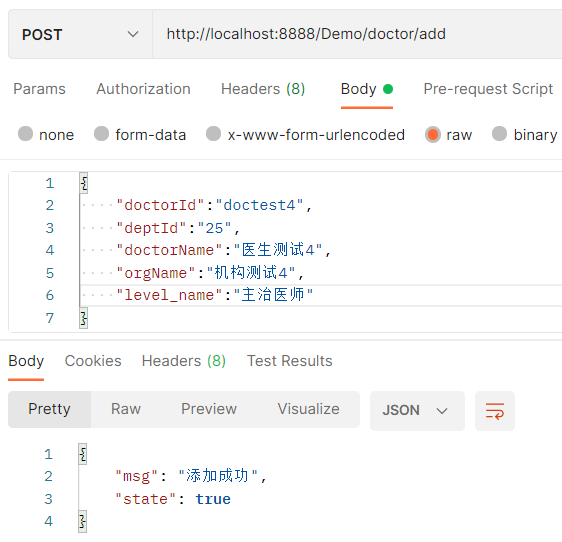 POST http://localhost:8888/Demo/doctor/add
Params Authorization Headers (8) Body Pre-request Script
none form-data x-www-form-urlencoded raw binary
1 {
2 ····"doctorId":"doctest4",
3 ····"deptId":"25",
4 ····"doctorName":"医生测试4",
5 ····"orgName":"机构测试4",
6 ····"level_name":"主治医师"
7 }
Body Cookies Headers (8) Test Results
Pretty Raw Preview Visualize JSON
1 {
2 "msg": "添加成功",
3 "state": true
4 }